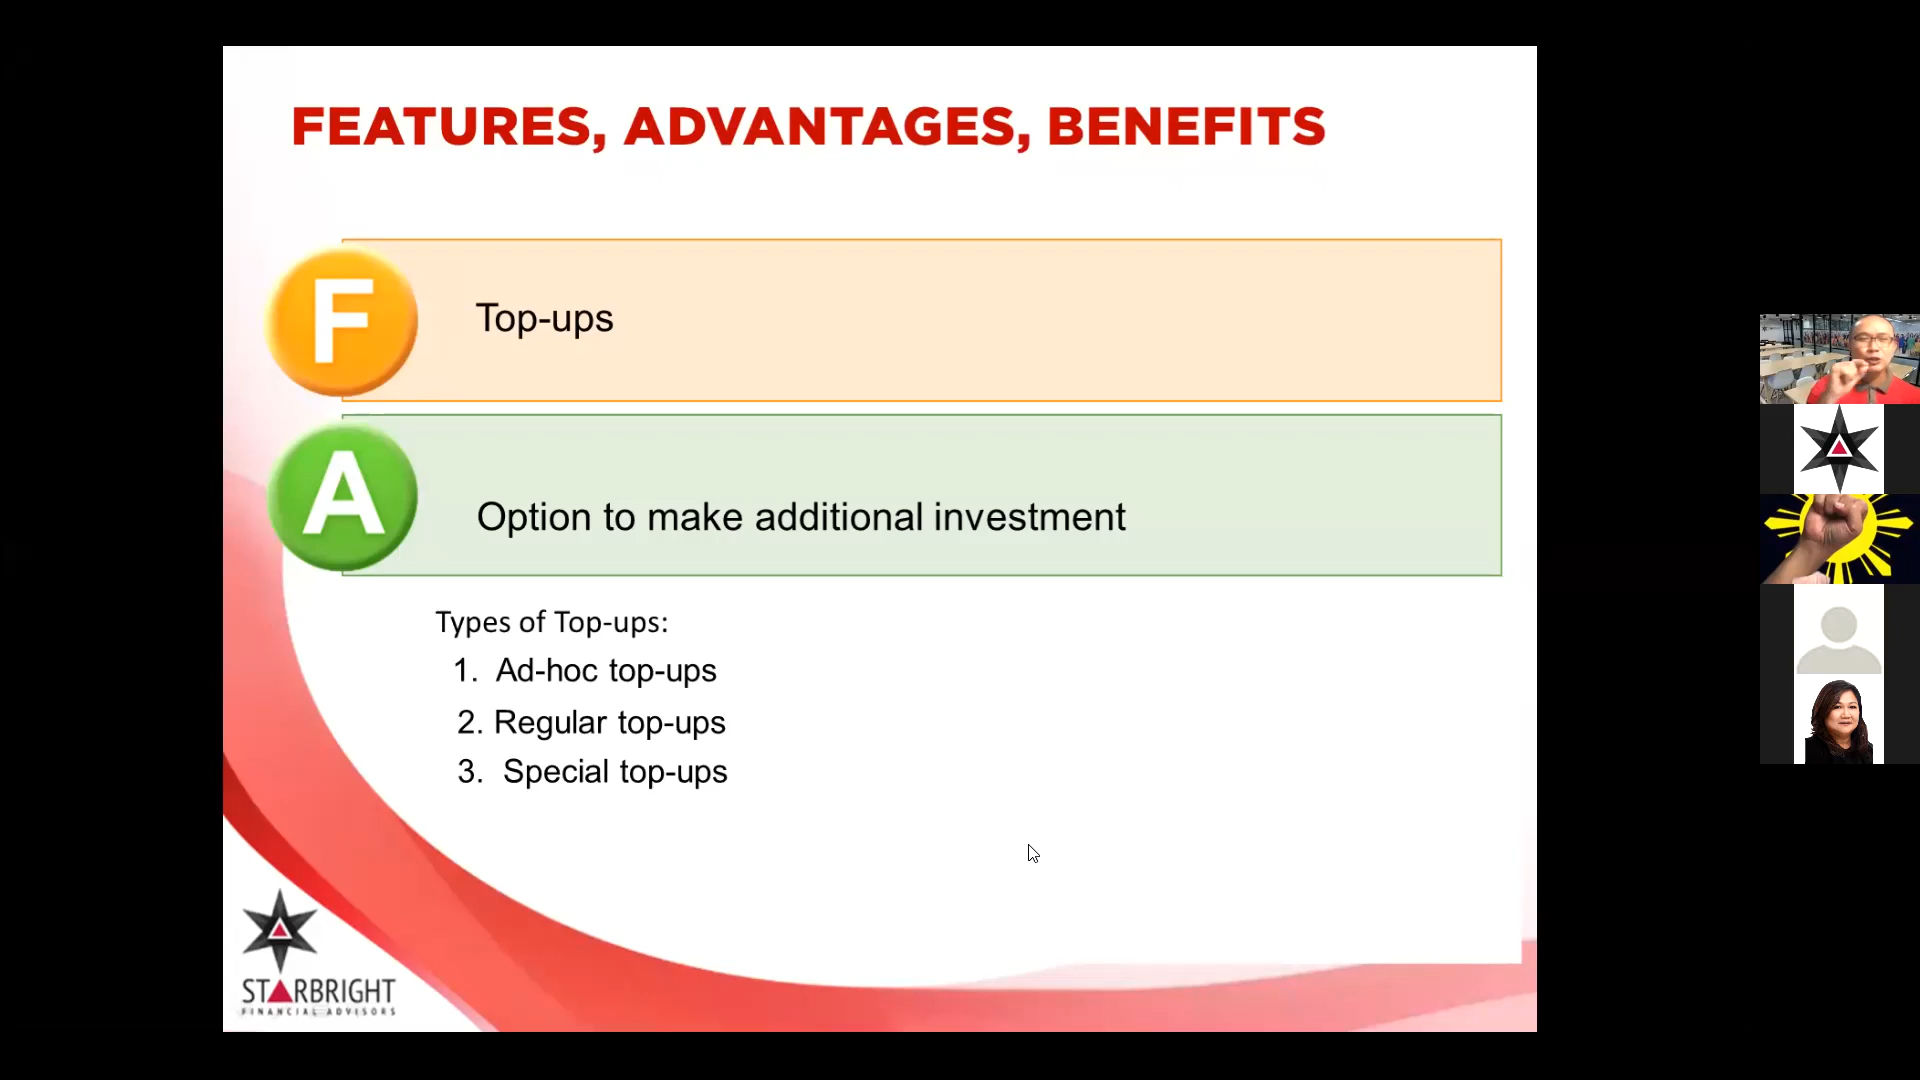 FEATURES, ADVANTAGES, BENEFITS
F
Top-ups
A
Option to make additional investment
Types of Top-ups:
1. Ad-hoc top-ups
2. Regular top-ups
3. Special top-ups
STARBRIGHT
FINANCIAL ADVISORS